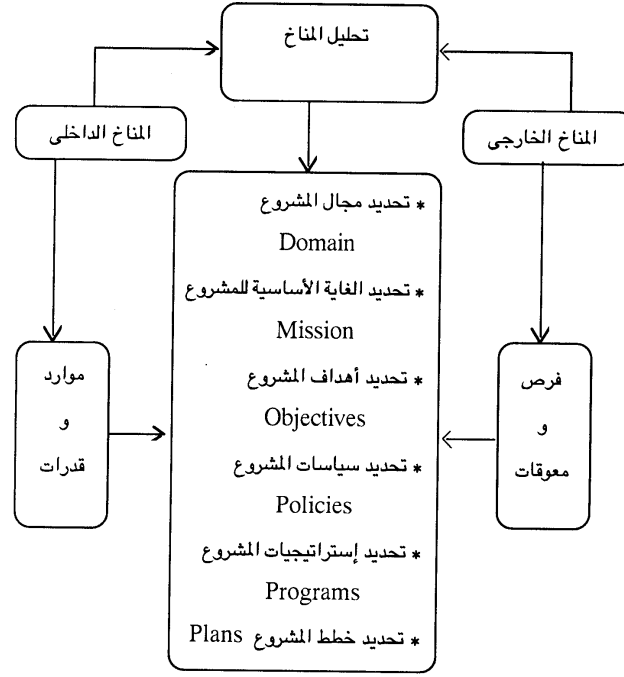 تحليل المناخ
المناخ الخارجى
المناخ الداخلى
* تحديد مجال المشروع
Domain
* تحديد الغاية الأساسية للمشروع
Mission
* تحديد أهداف المشروع
Objectives
* تحديد سياسات المشروع
Policies
* تحديد إستراتيجيات المشروع
Programs
* تحديد خطط المشروع Plans
فرص
و
معوقات
موارد
و
قدرات